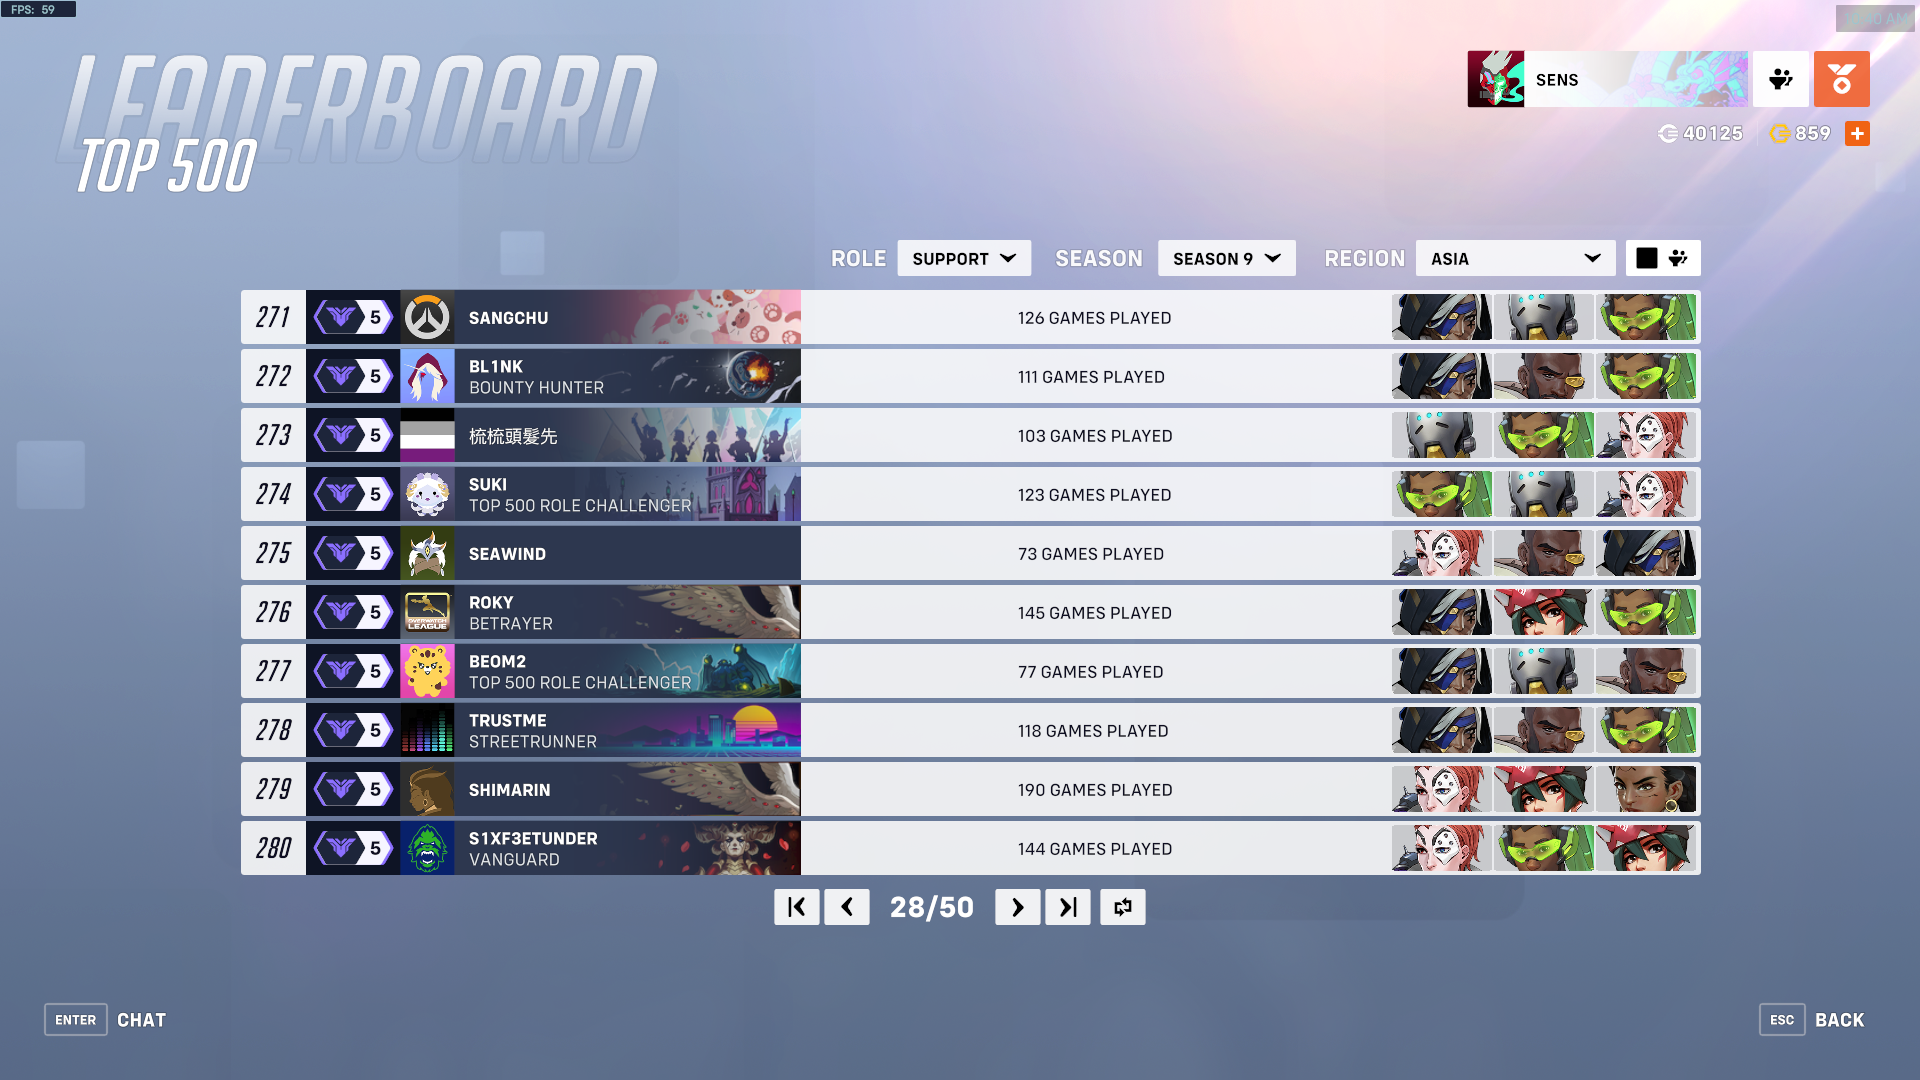 FPS: 59
LEADERBOARD
TOP 500
SENS
40125
859
ROLE SUPPORT SEASON SEASON 9 REGION ASIA
271 5 SANGCHU 126 GAMES PLAYED
272 5 BL1NK 111 GAMES PLAYED
BOUNTY HUNTER
273 5 梳梳頭髮先 103 GAMES PLAYED
274 5 SUKI 123 GAMES PLAYED
TOP 500 ROLE CHALLENGER
275 5 SEAWIND 73 GAMES PLAYED
276 5 ROKY 145 GAMES PLAYED
BETRAYER
OVERWATCH
LEAGUE
277 5 BEOM2 77 GAMES PLAYED
TOP 500 ROLE CHALLENGER
278 5 TRUSTME 118 GAMES PLAYED
STREETRUNNER
279 5 SHIMARIN 190 GAMES PLAYED
280 5 S1XF3ETUNDER 144 GAMES PLAYED
VANGUARD
28/50
ENTER CHAT
ESC BACK